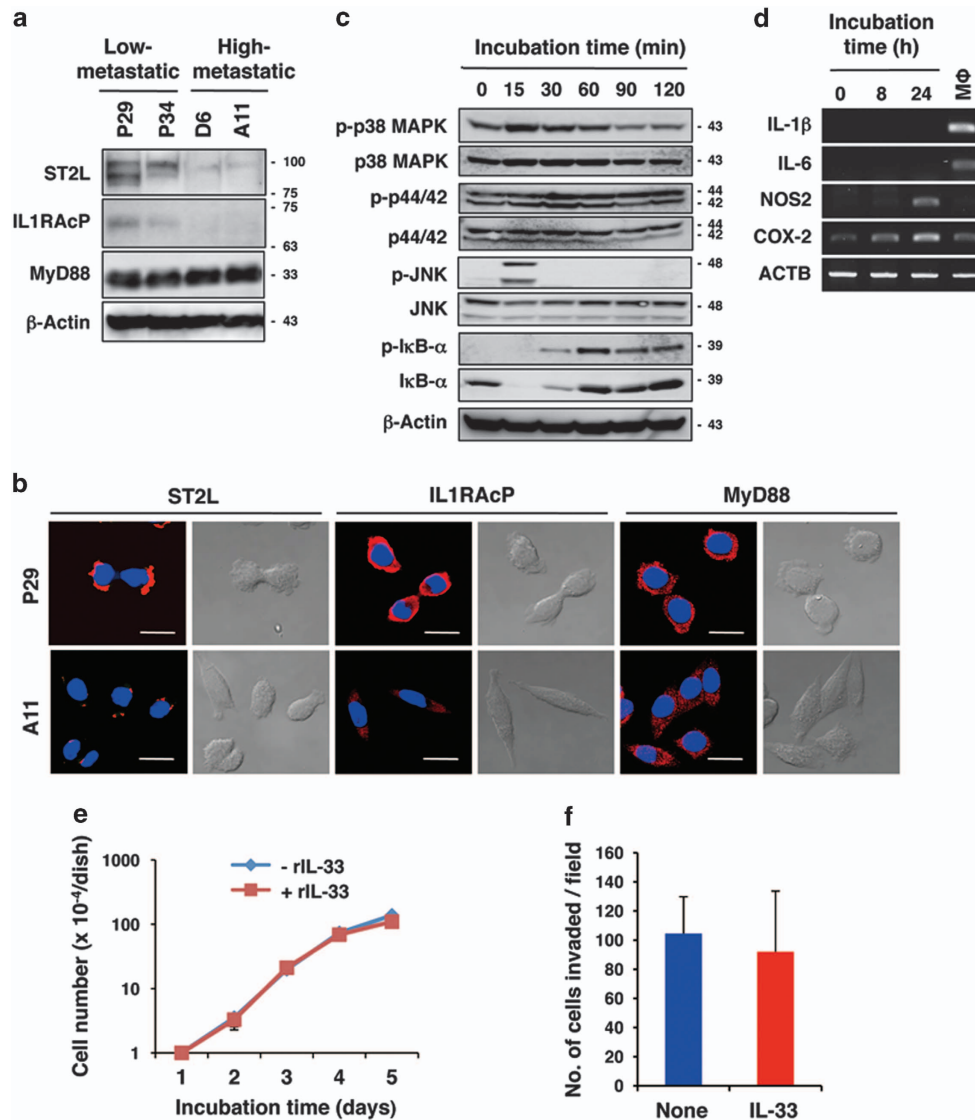 a
Low-
metastatic
High-
metastatic
P29
P34
D6
A11
ST2L
- 100
75
IL1RAcP
75
63
MyD88
- 33
β-Actin
- 43
c
Incubation time (min)
0 15 30 60 90 120
p-p38 MAPK
- 43
p38 MAPK
- 43
p-p44/42
- 44
- 42
p44/42
- 44
- 42
p-JNK
- 48
JNK
- 48
p-IκB-α
- 39
IκB-α
- 39
β-Actin
- 43
d
Incubation
time (h)
0 8 24
MΦ
IL-1β
IL-6
NOS2
COX-2
ACTB
b
ST2L
IL1RAcP
MyD88
P29
A11
e
Cell number (x 10-4/dish)
1000
100
10
1
- rIL-33
+ rIL-33
1 2 3 4 5
Incubation time (days)
f
No. of cells invaded / field
160
140
120
100
80
60
40
20
0
None IL-33